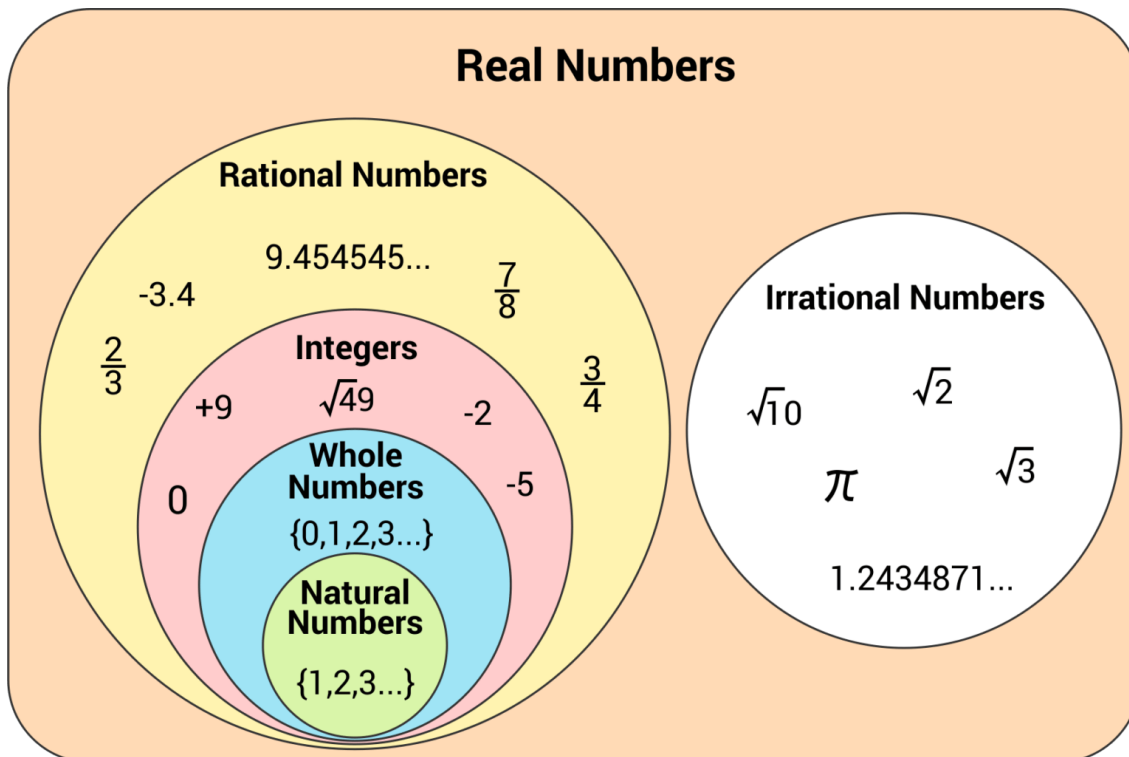 Real Numbers
Rational Numbers
9.454545...
-3.4
7/8
2/3
3/4
Integers
+9
√49
-2
0
-5
Whole
Numbers
{0,1,2,3...}
Natural
Numbers
{1,2,3...}
Irrational Numbers
√10
√2
π
√3
1.2434871...